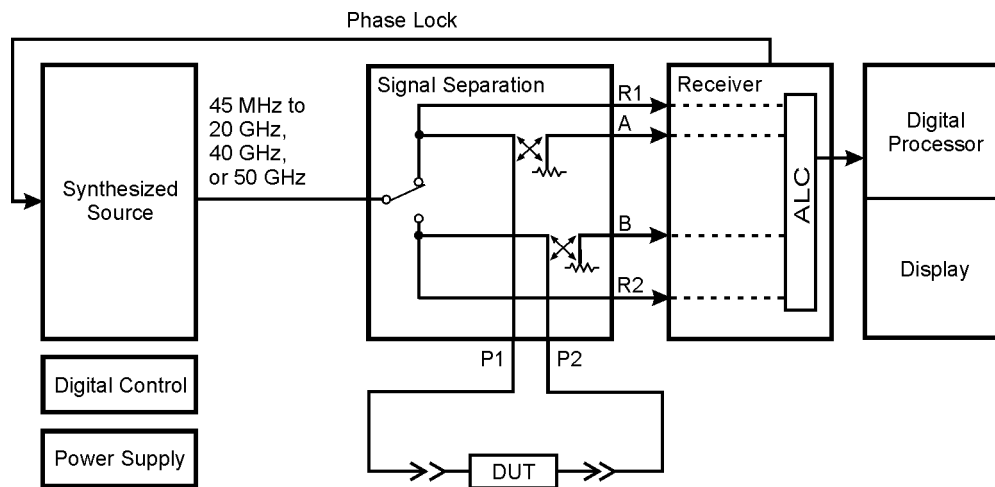 Phase Lock
Synthesized
Source
45 MHz to
20 GHz,
40 GHz,
or 50 GHz
Signal Separation
R1
A
B
R2
Receiver
ALC
Digital
Processor
Display
P1
P2
Digital Control
Power Supply
DUT